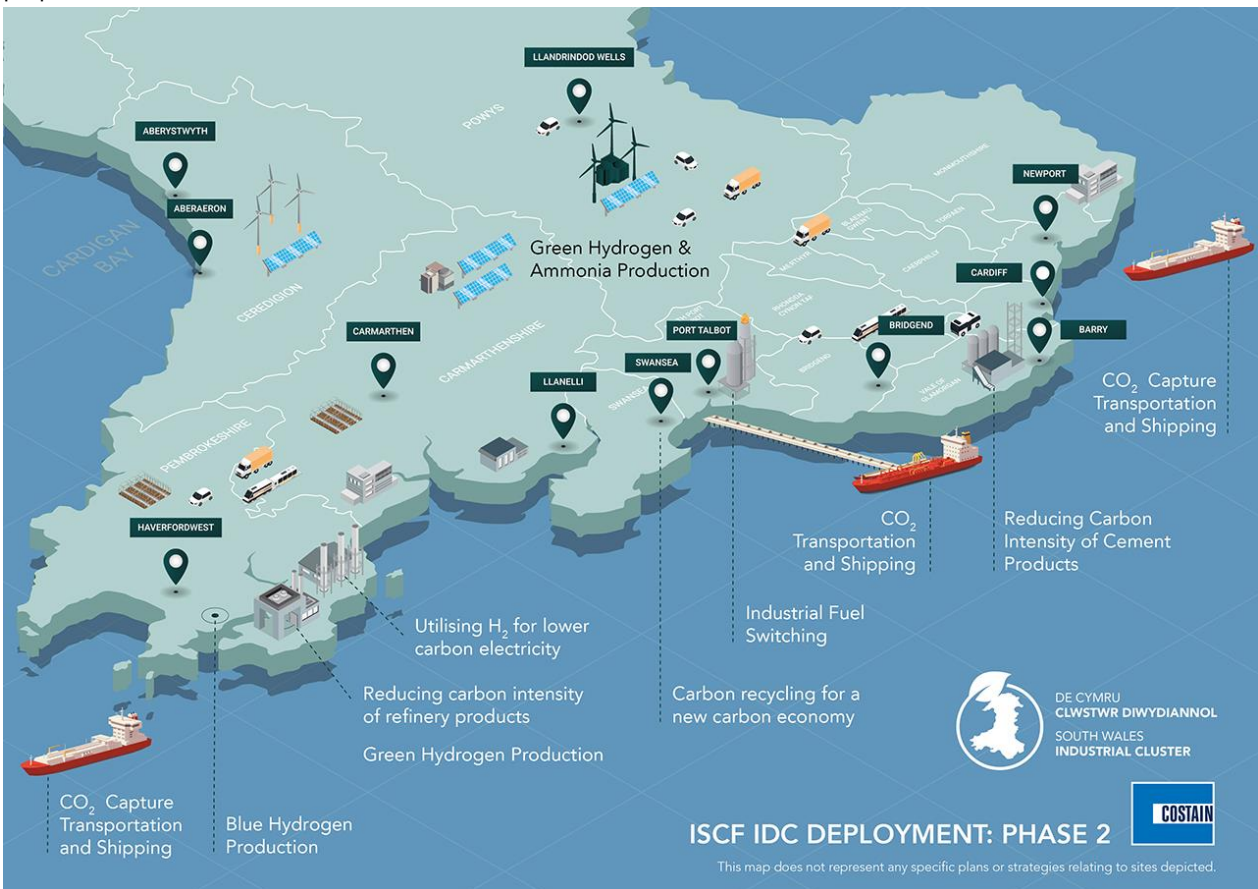 LLANDRINDOD WELLS
POWYS
ABERYSTWYTH
MONMOUTHSHIRE
NEWPORT
ABERAERON
CARDIGAN
BAY
BLAENAU
GWENT
TORFAEN
Green Hydrogen &
Ammonia Production
MERTHYR
CAERPHILLY
CARDIFF
CEREDIGION
RHONDDA
CYNON TAF
CARMARTHEN
CARMARTHENSHIRE
PORT TALBOT
BRIDGEND
BARRY
SWANSEA
BRIDGEND
LLANELLI
SWANSEA
VALE OF
GLAMORGAN
CO₂ Capture
Transportation
and Shipping
PEMBROKESHIRE
HAVERFORDWEST
CO₂
Transportation
and Shipping
Reducing Carbon
Intensity of Cement
Products
Utilising H₂ for lower
carbon electricity
Industrial Fuel
Switching
Reducing carbon intensity
of refinery products
Green Hydrogen Production
Carbon recycling for a
new carbon economy
DE CYMRU
CLWSTWR DIWYDIANNOL
SOUTH WALES
INDUSTRIAL CLUSTER
CO₂ Capture
Transportation
and Shipping
Blue Hydrogen
Production
COSTAIN
ISCF IDC DEPLOYMENT: PHASE 2
This map does not represent any specific plans or strategies relating to sites depicted.